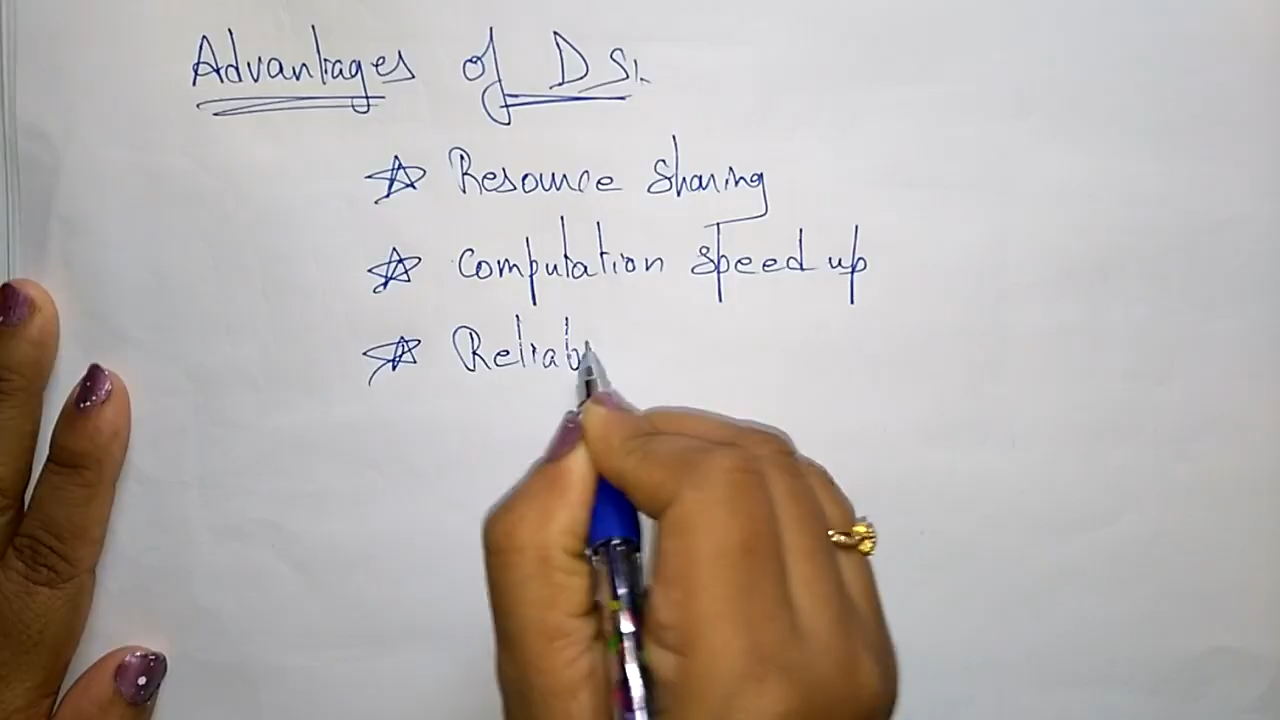 Advantages of DS:-
☆ Resource sharing
☆ computation speed up
☆ Reliab